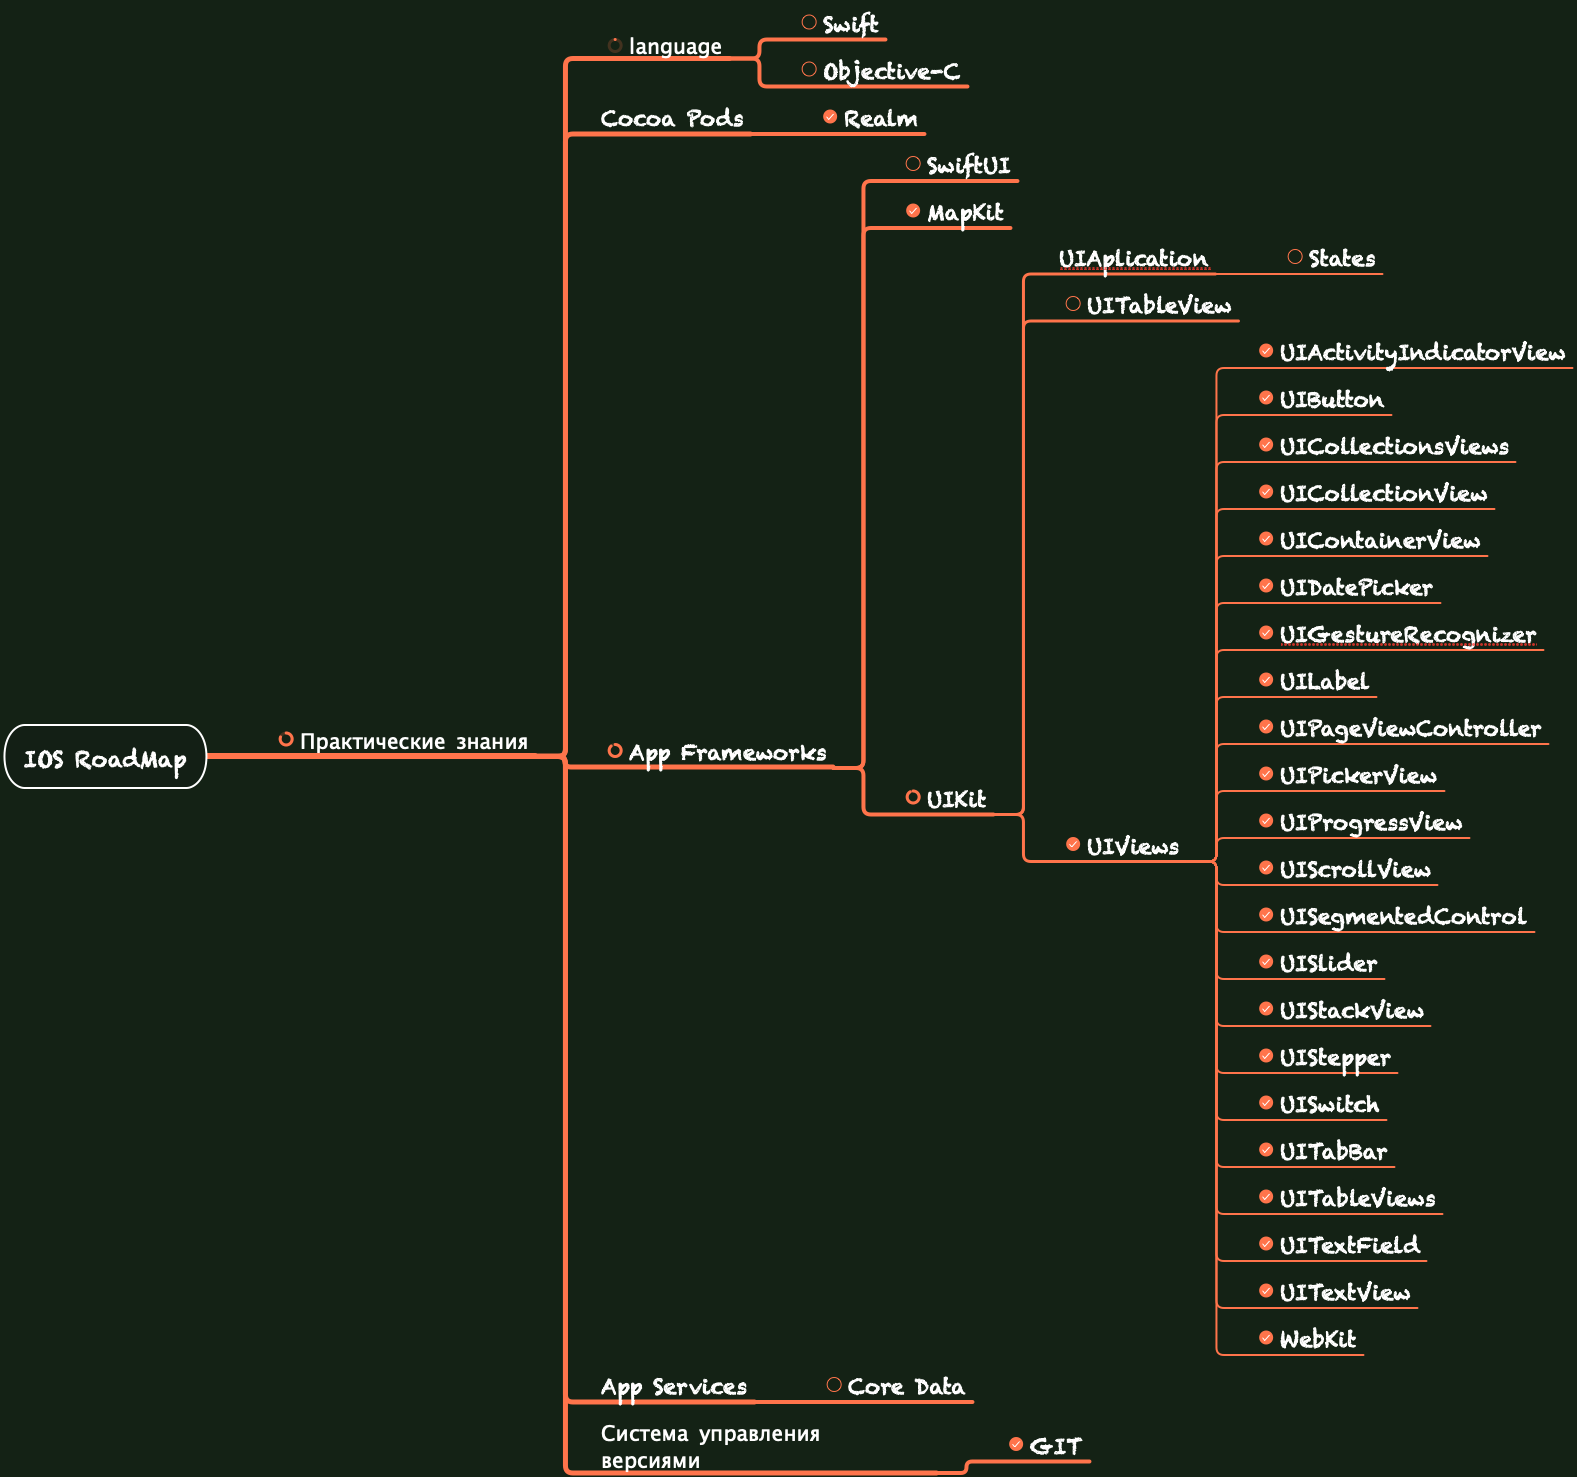 Swift
language
Objective-C
Cocoa Pods
Realm
SwiftUI
MapKit
UIAplication
States
UITableView
UIActivityIndicatorView
UIButton
UICollectionsViews
UICollectionView
UIContainerView
UIDatePicker
UIGestureRecognizer
UILabel
UIPageViewController
IOS RoadMap
Практические знания
App Frameworks
UIPickerView
UIKit
UIProgressView
UIViews
UIScrollView
UISegmentedControl
UISlider
UIStackView
UIStepper
UISwitch
UITabBar
UITableViews
UITextField
UITextView
WebKit
App Services
Core Data
Система управления
версиями
GIT